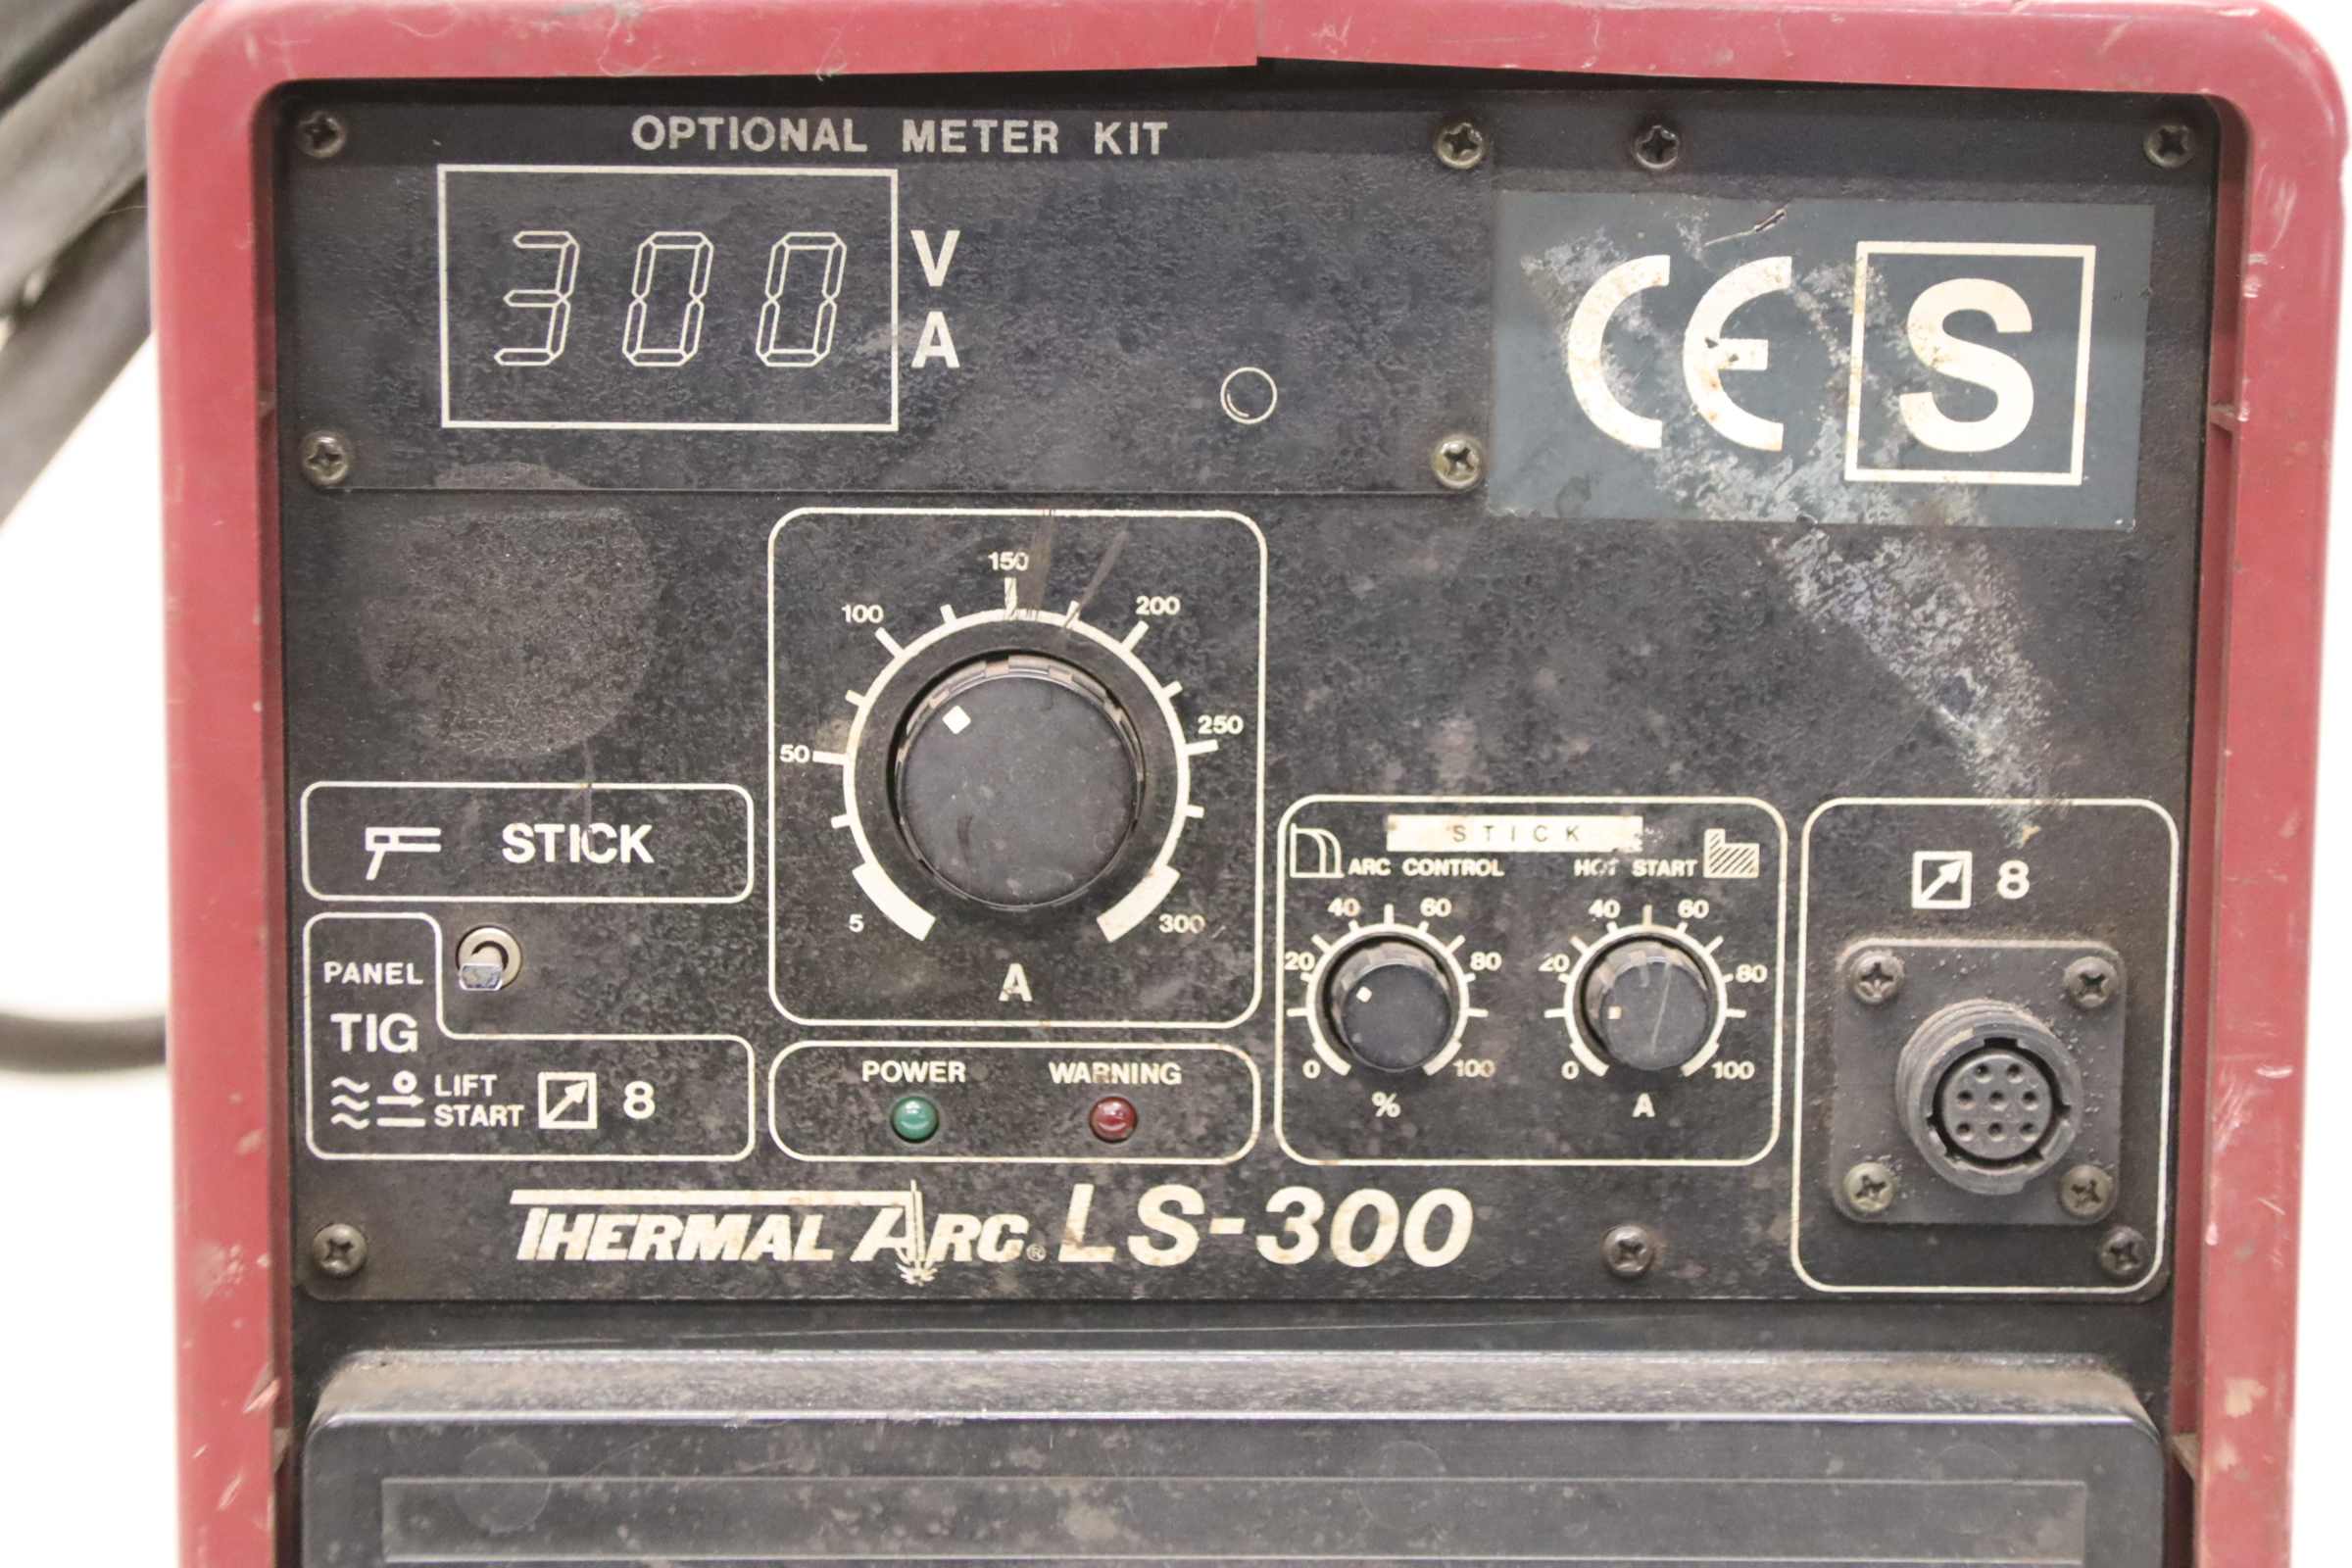 OPTIONAL METER KIT
300
V
A
CE S
150
100
200
50
250
5
300
A
STICK
PANEL
TIG
LIFT
START
8
POWER
WARNING
STICK
ARC CONTROL
HOT START
40
60
20
80
0
100
%
40
60
20
80
0
100
A
8
THERMAL ARC® LS-300